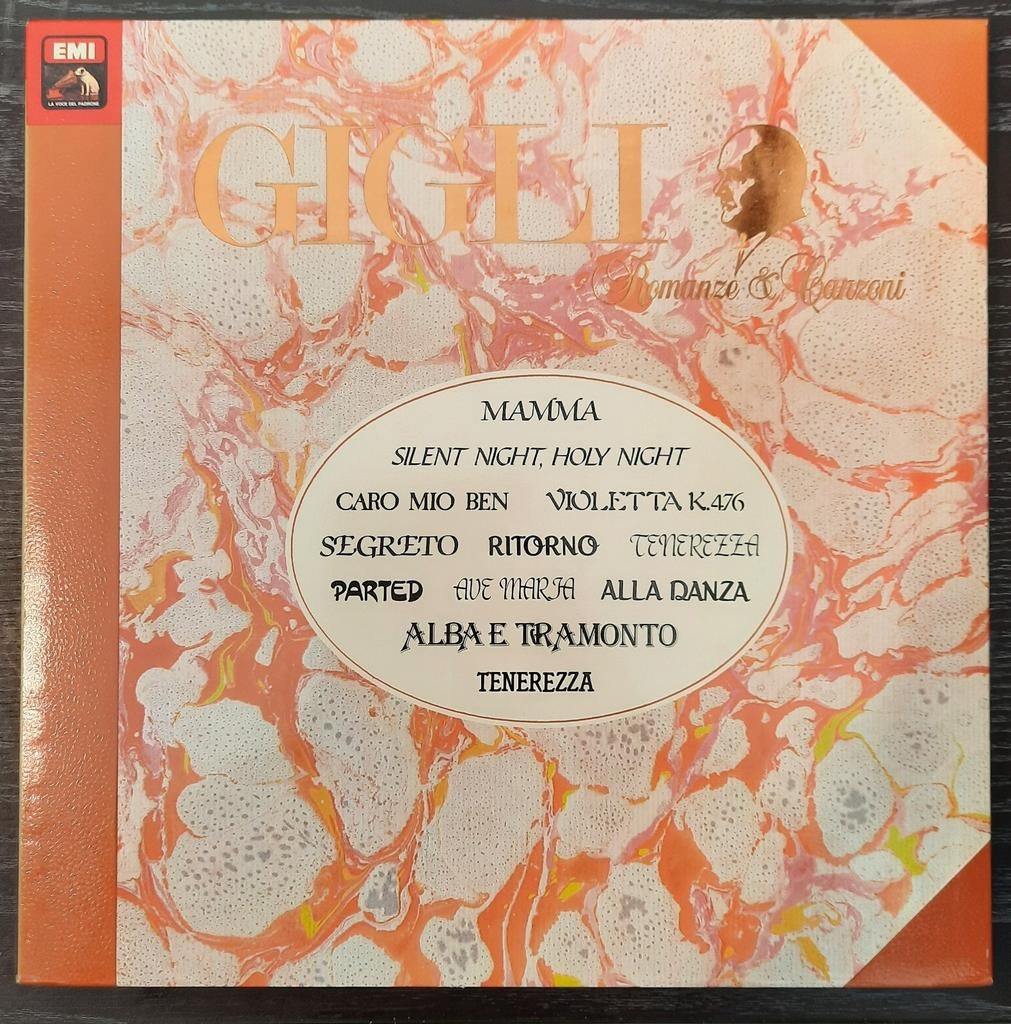 EMI
LA VOCE DEL PADRONE
GIGLI
Romanze & Canzoni
MAMMA
SILENT NIGHT, HOLY NIGHT
CARO MIO BEN VIOLETTA K.476
SEGRETO RITORNO TENEREZZA
PARTED AVE MARIA ALLA DANZA
ALBA E TRAMONTO
TENEREZZA